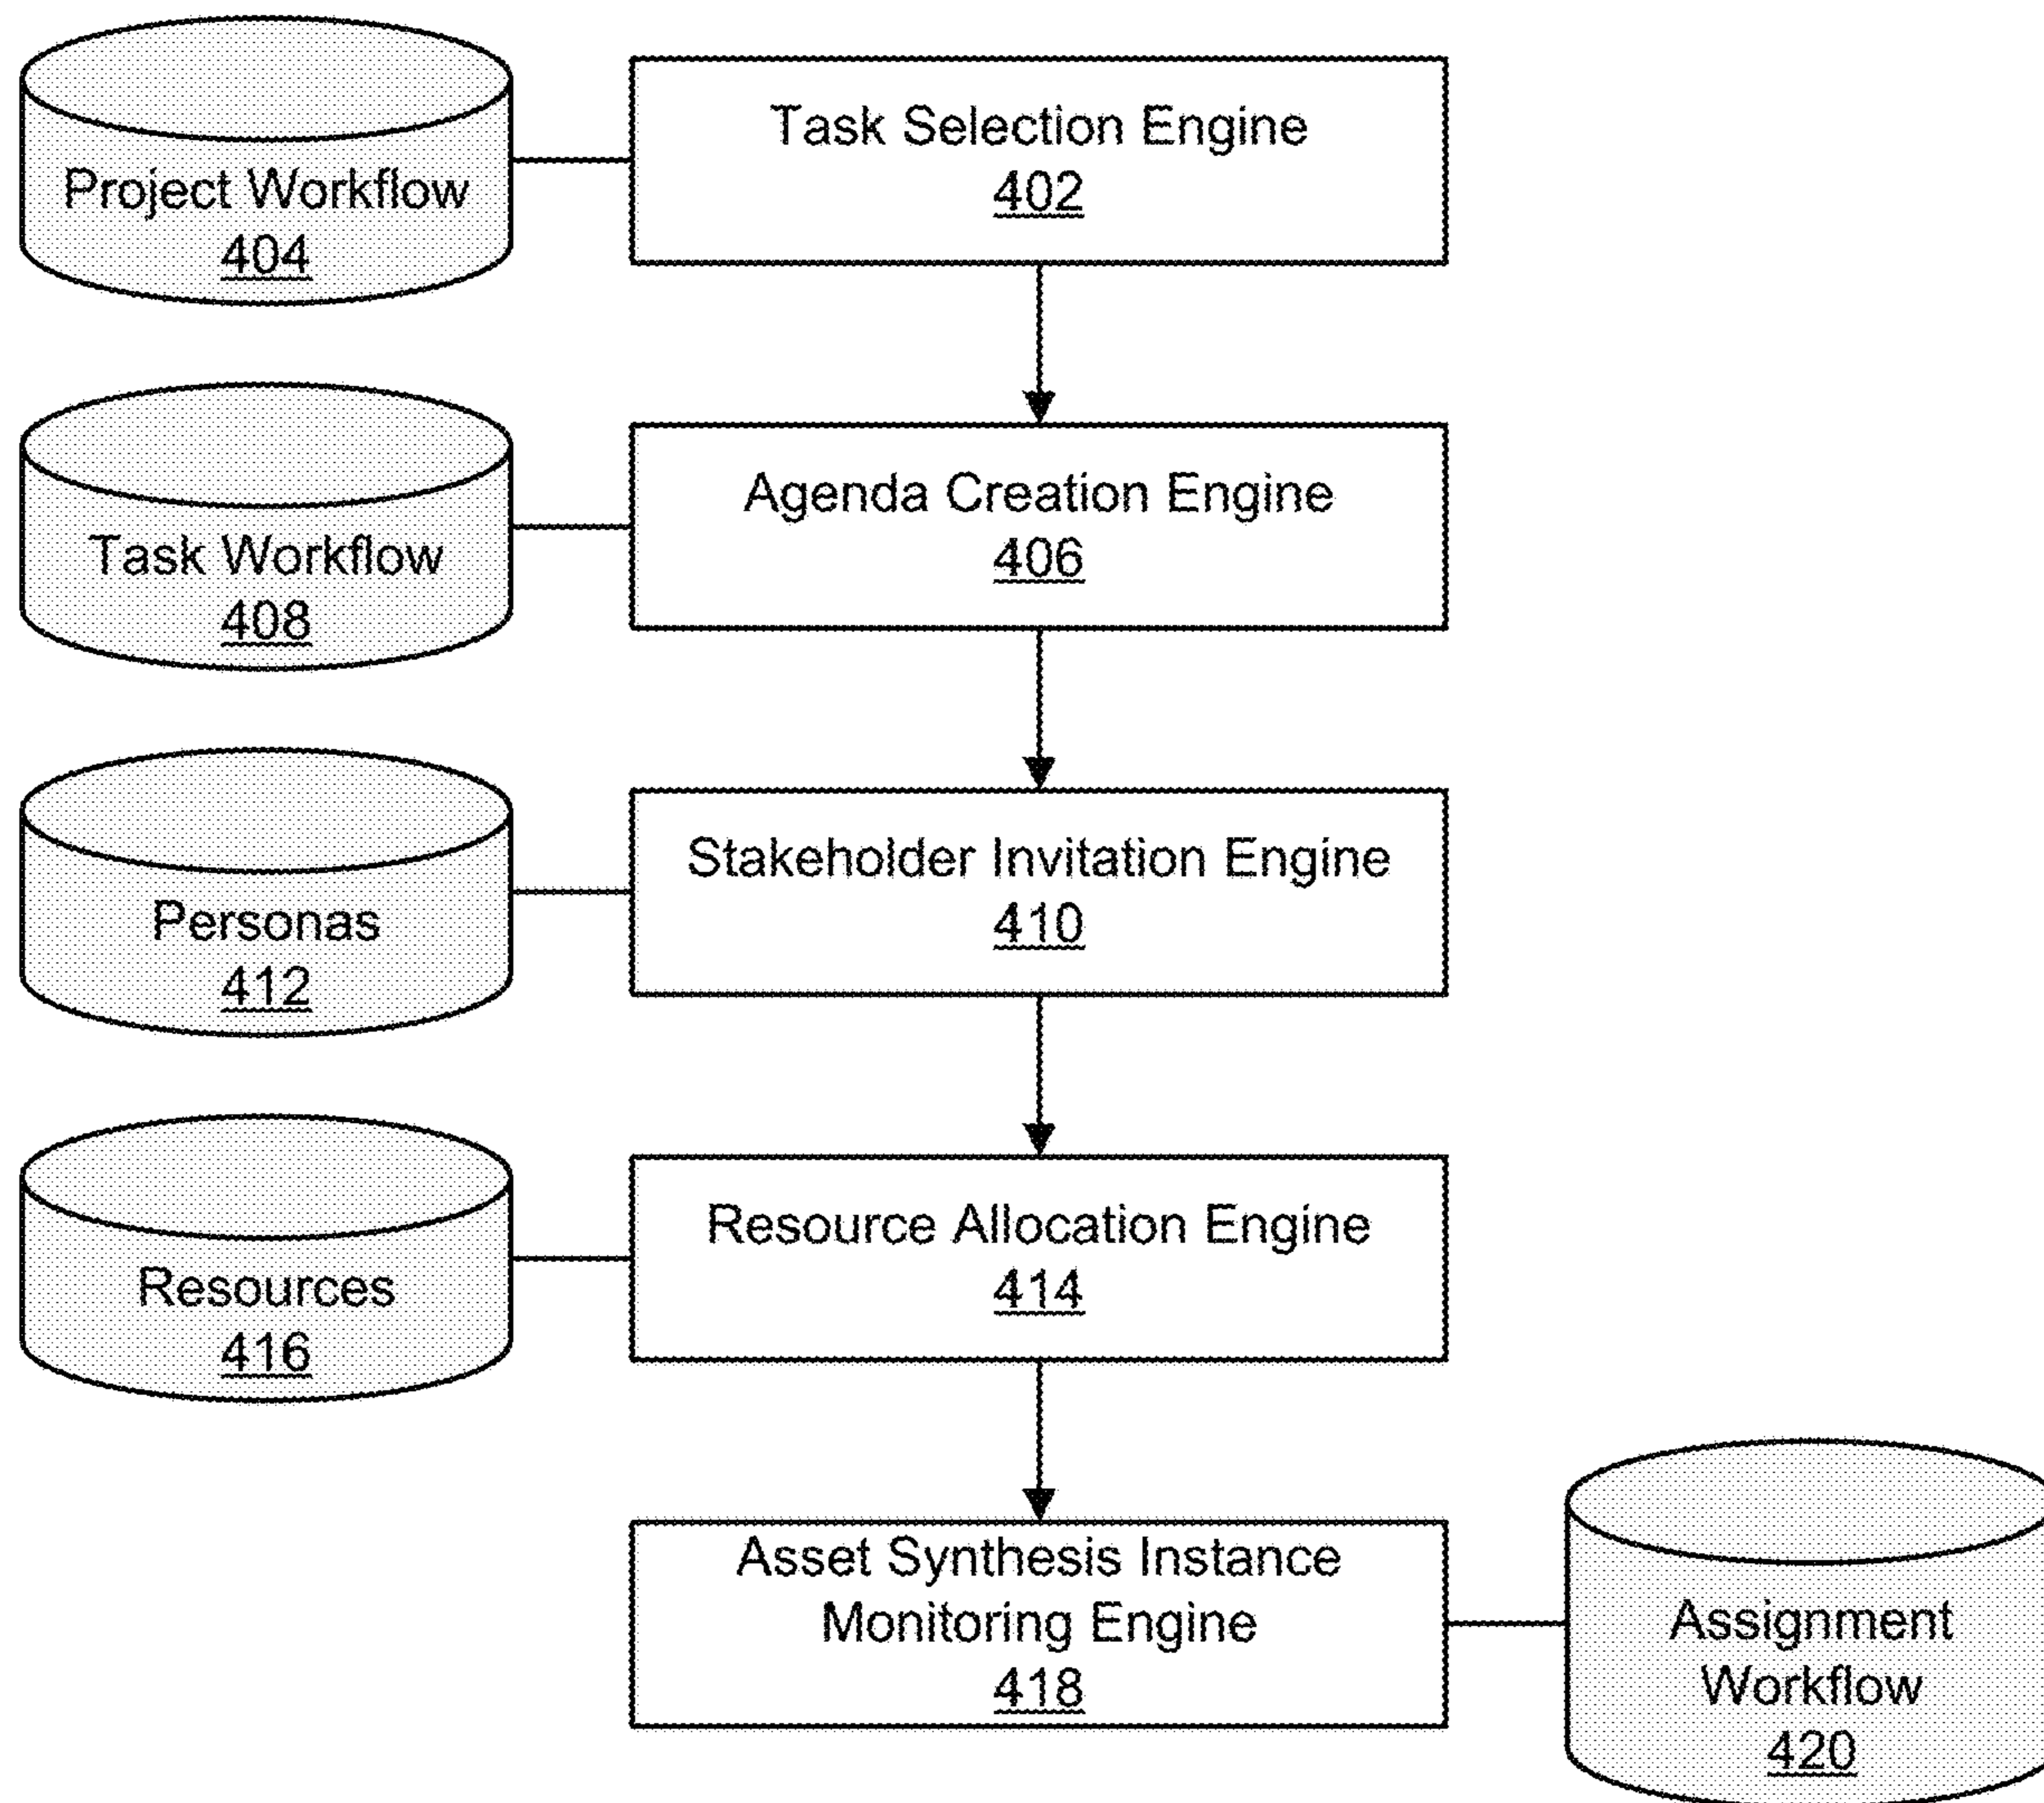 Project Workflow
404
Task Selection Engine
402
Task Workflow
408
Agenda Creation Engine
406
Personas
412
Stakeholder Invitation Engine
410
Resources
416
Resource Allocation Engine
414
Asset Synthesis Instance
Monitoring Engine
418
Assignment
Workflow
420